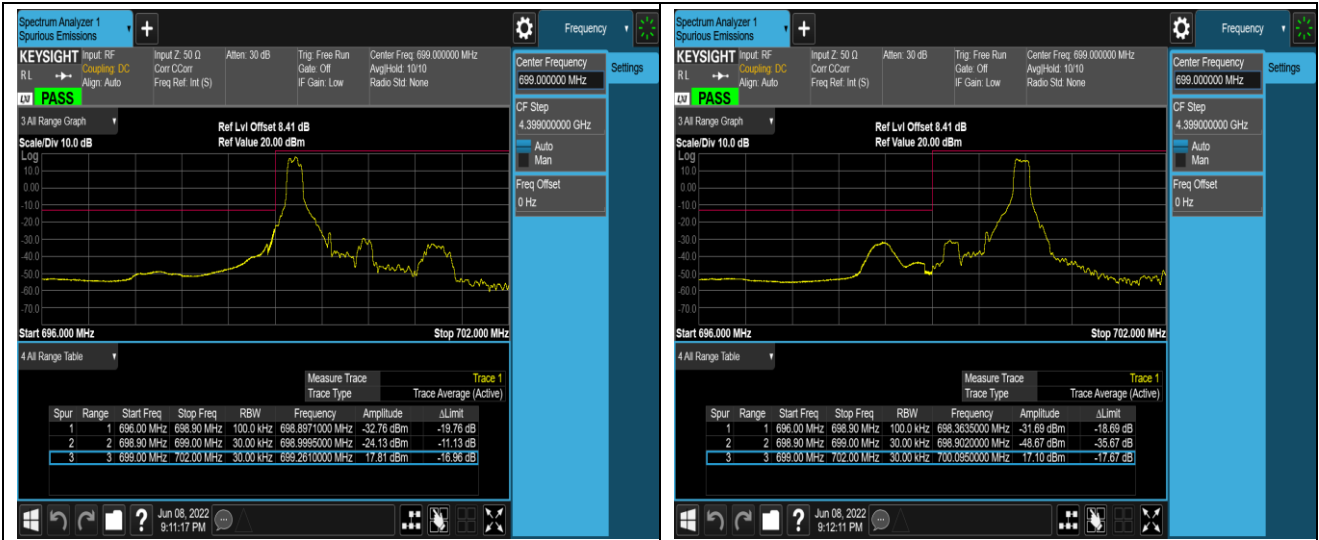 Spectrum Analyzer 1
Spurious Emissions
+
Frequency
KEYSIGHT Input: RF Input Z: 50 Ω Atten: 30 dB Trig: Free Run Center Freq: 699.000000 MHz
RL Coupling: DC Corr CCorr Gate: Off Avg|Hold: 10/10
Align: Auto Freq Ref: Int (S) IF Gain: Low Radio Std: None
PASS
Center Frequency
699.000000 MHz
Settings
CF Step
4.399000000 GHz
Auto
Man
Freq Offset
0 Hz
3 All Range Graph
Ref Lvl Offset 8.41 dB
Scale/Div 10.0 dB Ref Value 20.00 dBm
Log
10.0
0.00
-10.0
-20.0
-30.0
-40.0
-50.0
-60.0
-70.0
Start 696.000 MHz Stop 702.000 MHz
4 All Range Table
Measure Trace Trace 1
Trace Type Trace Average (Active)
Spur Range Start Freq Stop Freq RBW Frequency Amplitude ΔLimit
1 1 696.00 MHz 698.90 MHz 100.0 kHz 698.8971000 MHz -32.76 dBm -19.76 dB
2 2 698.90 MHz 699.00 MHz 30.00 kHz 698.9995000 MHz -24.13 dBm -11.13 dB
3 3 699.00 MHz 702.00 MHz 30.00 kHz 699.2610000 MHz 17.81 dBm -16.96 dB
?
Jun 08, 2022
9:11:17 PM
Spectrum Analyzer 1
Spurious Emissions
+
Frequency
KEYSIGHT Input: RF Input Z: 50 Ω Atten: 30 dB Trig: Free Run Center Freq: 699.000000 MHz
RL Coupling: DC Corr CCorr Gate: Off Avg|Hold: 10/10
Align: Auto Freq Ref: Int (S) IF Gain: Low Radio Std: None
PASS
Center Frequency
699.000000 MHz
Settings
CF Step
4.399000000 GHz
Auto
Man
Freq Offset
0 Hz
3 All Range Graph
Ref Lvl Offset 8.41 dB
Scale/Div 10.0 dB Ref Value 20.00 dBm
Log
10.0
0.00
-10.0
-20.0
-30.0
-40.0
-50.0
-60.0
-70.0
Start 696.000 MHz Stop 702.000 MHz
4 All Range Table
Measure Trace Trace 1
Trace Type Trace Average (Active)
Spur Range Start Freq Stop Freq RBW Frequency Amplitude ΔLimit
1 1 696.00 MHz 698.90 MHz 100.0 kHz 698.3635000 MHz -31.69 dBm -18.69 dB
2 2 698.90 MHz 699.00 MHz 30.00 kHz 698.9020000 MHz -48.67 dBm -35.67 dB
3 3 699.00 MHz 702.00 MHz 30.00 kHz 700.0950000 MHz 17.10 dBm -17.67 dB
?
Jun 08, 2022
9:12:11 PM